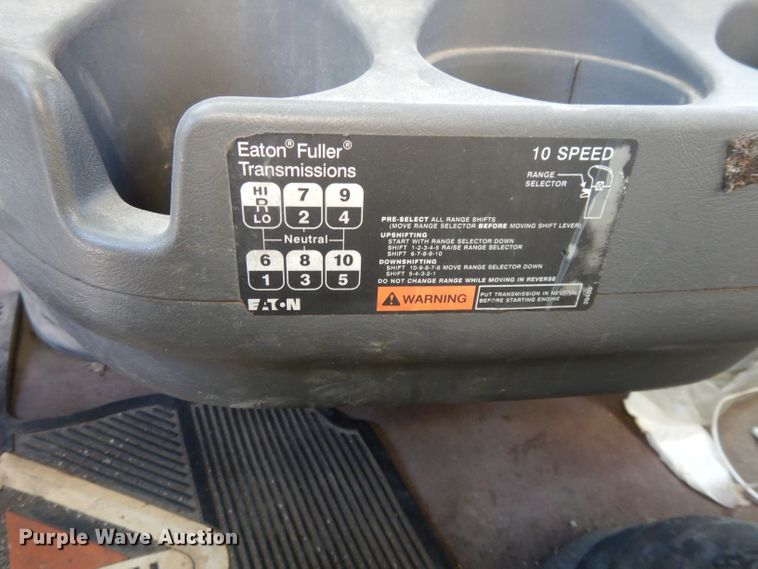 Eaton® Fuller®
Transmissions
10 SPEED
RANGE
SELECTOR
HI
R
LO
7
2
9
4
Neutral
6
1
8
3
10
5
PRE-SELECT ALL RANGE SHIFTS
(MOVE RANGE SELECTOR BEFORE MOVING SHIFT LEVER)
UPSHIFTING
START WITH RANGE SELECTOR DOWN
SHIFT 1-2-3-4-5 RAISE RANGE SELECTOR
SHIFT 6-7-8-9-10
DOWNSHIFTING
SHIFT 10-9-8-7-6 MOVE RANGE SELECTOR DOWN
SHIFT 5-4-3-2-1
DO NOT CHANGE RANGE WHILE MOVING IN REVERSE
WARNING
PUT TRANSMISSION IN NEUTRAL
BEFORE STARTING ENGINE
EATON
Purple Wave Auction